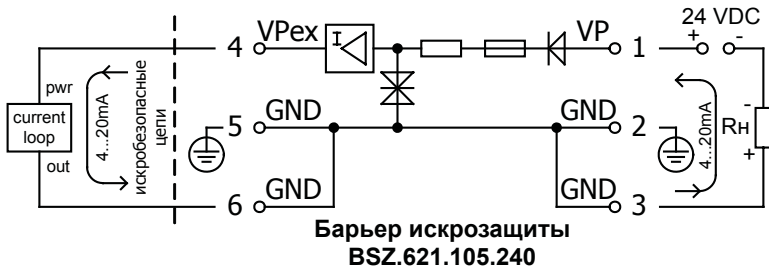 24 VDC
4 VPex I VP 1 + -
pwr
current
loop
out
4...20mA
искробезопасные
цепи
5 GND GND 2
4...20mA
-
Rн
+
6 GND GND 3
Барьер искрозащиты
BSZ.621.105.240